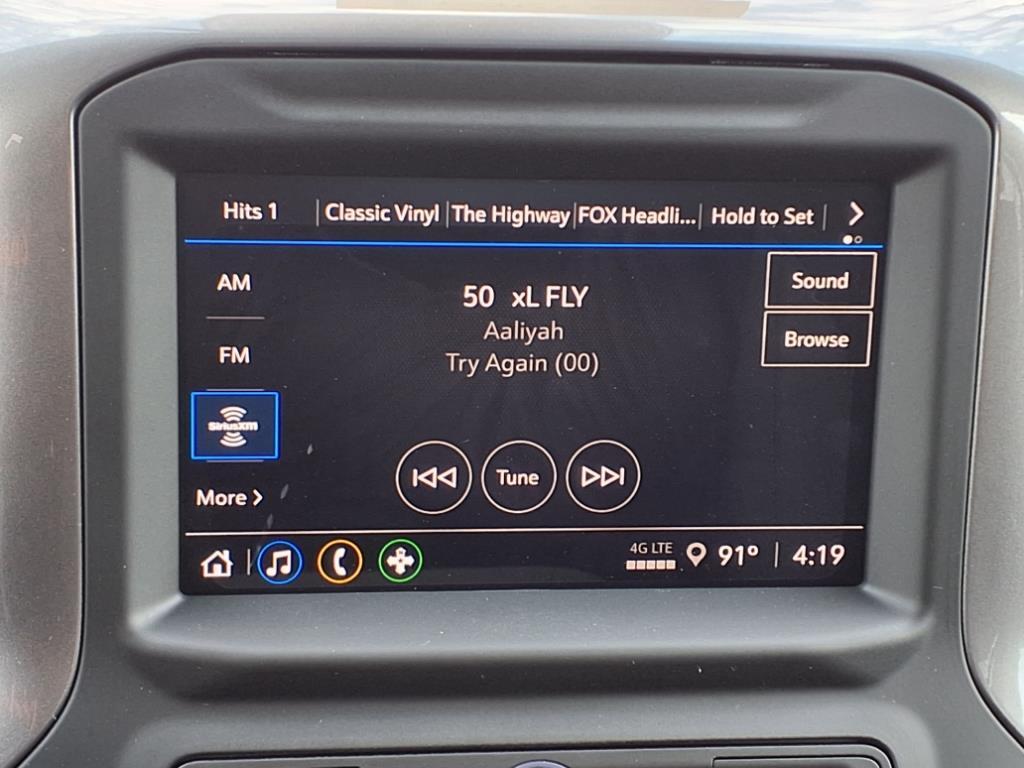 Hits 1 Classic Vinyl The Highway FOX Headli... Hold to Set
AM
50 xL FLY
Sound
Aaliyah
Browse
FM
Try Again (00)
SiriusXM
Tune
More
4G LTE 91° 4:19